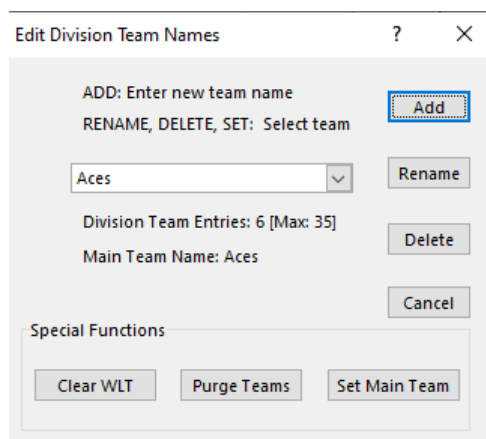 Edit Division Team Names ? ×
ADD: Enter new team name
RENAME, DELETE, SET: Select team
Add
Aces
Rename
Division Team Entries: 6 [Max: 35]
Main Team Name: Aces
Delete
Cancel
Special Functions
Clear WLT
Purge Teams
Set Main Team